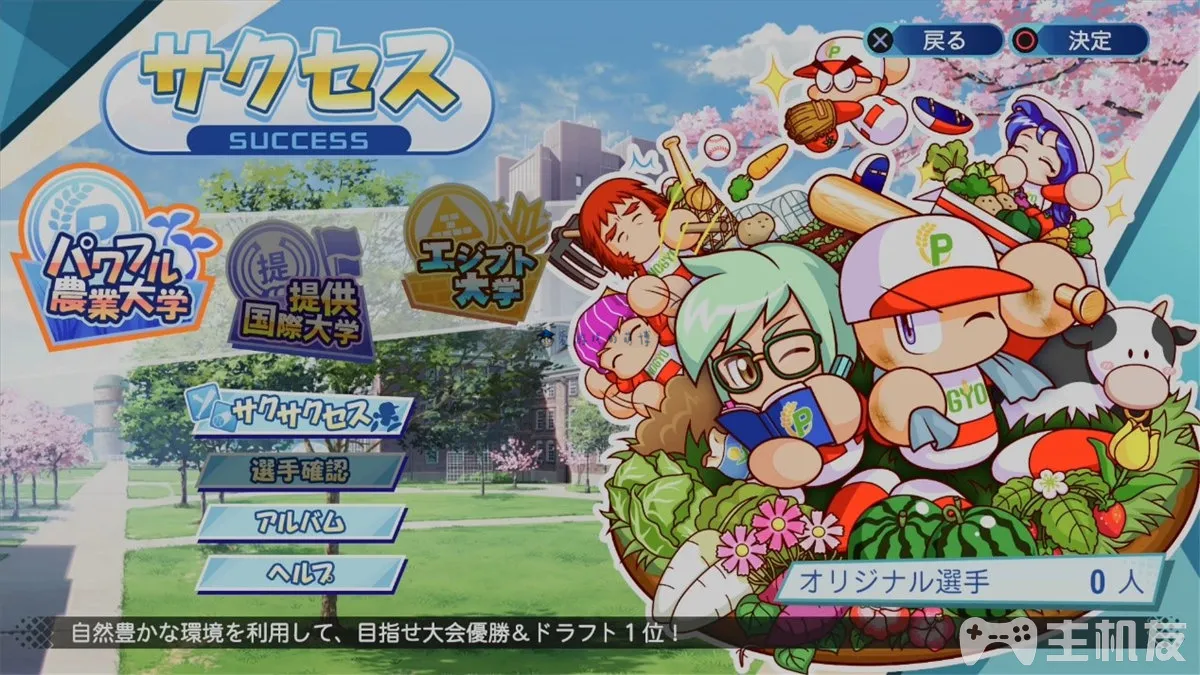 サクセス
SUCCESS
戻る
決定
パワフル
農業大学
提
提供
国際大学
エジプト
大学
サクサクセス
選手確認
アルバム
ヘルプ
P
P
P
GYO
オリジナル選手
0 人
自然豊かな環境を利用して、目指せ大会優勝＆ドラフト1位！
主机友